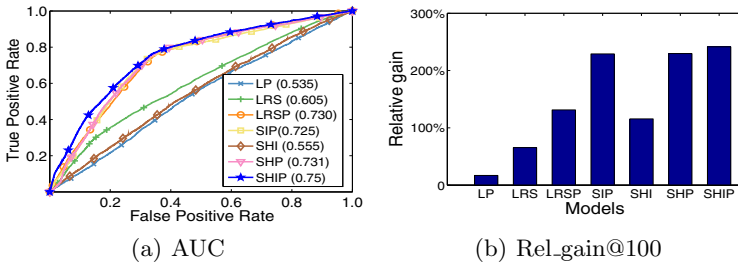 1.0
0.8
0.6
0.4
0.2
True Positive Rate
LP (0.535)
LRS (0.605)
LRSP (0.730)
SIP(0.725)
SHI (0.555)
SHP (0.731)
SHIP (0.75)
0.2 0.4 0.6 0.8 1.0
False Positive Rate
(a) AUC
300%
200%
100%
0
Relative gain
LP LRS LRSP SIP SHI SHP SHIP
Models
(b) Rel_gain@100